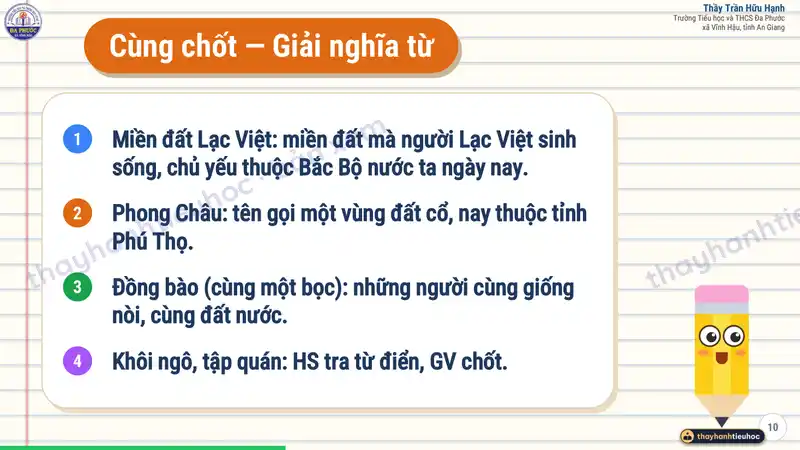 Thầy Trần Hữu Hạnh
Trường Tiểu học và THCS Đa Phước
xã Vĩnh Hậu, tỉnh An Giang
ĐA PHƯỚC
Cùng chốt — Giải nghĩa từ
1 Miền đất Lạc Việt: miền đất mà người Lạc Việt sinh
sống, chủ yếu thuộc Bắc Bộ nước ta ngày nay.
2 Phong Châu: tên gọi một vùng đất cổ, nay thuộc tỉnh
Phú Thọ.
3 Đồng bào (cùng một bọc): những người cùng giống
nòi, cùng đất nước.
4 Khôi ngô, tập quán: HS tra từ điển, GV chốt.
10
thayhanhtieuhoc